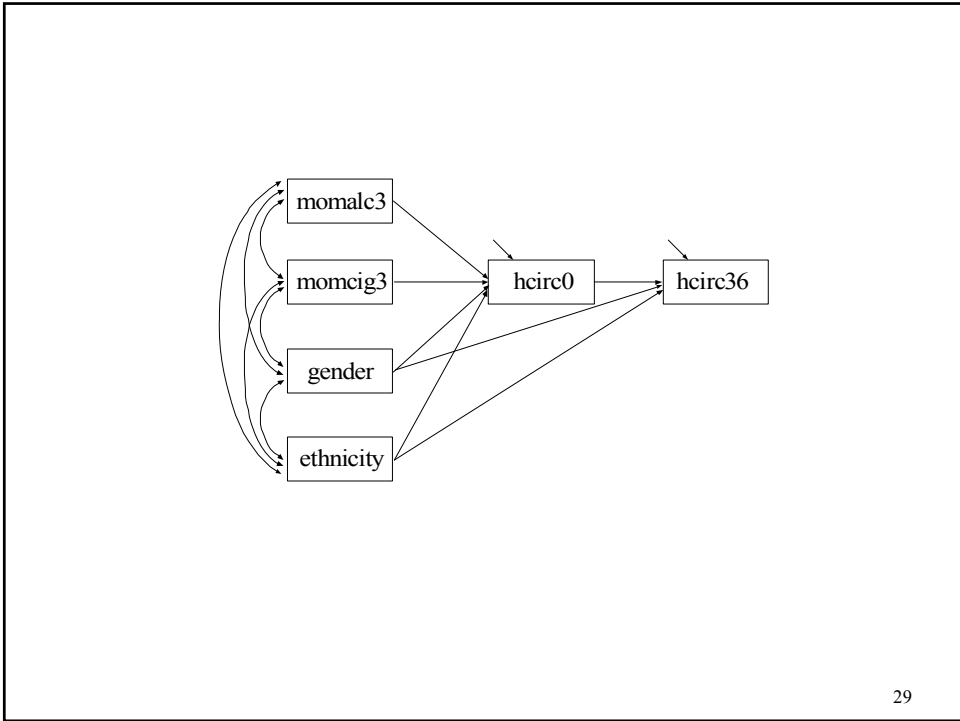 momalc3
momcig3
hcirc0
hcirc36
gender
ethnicity
29